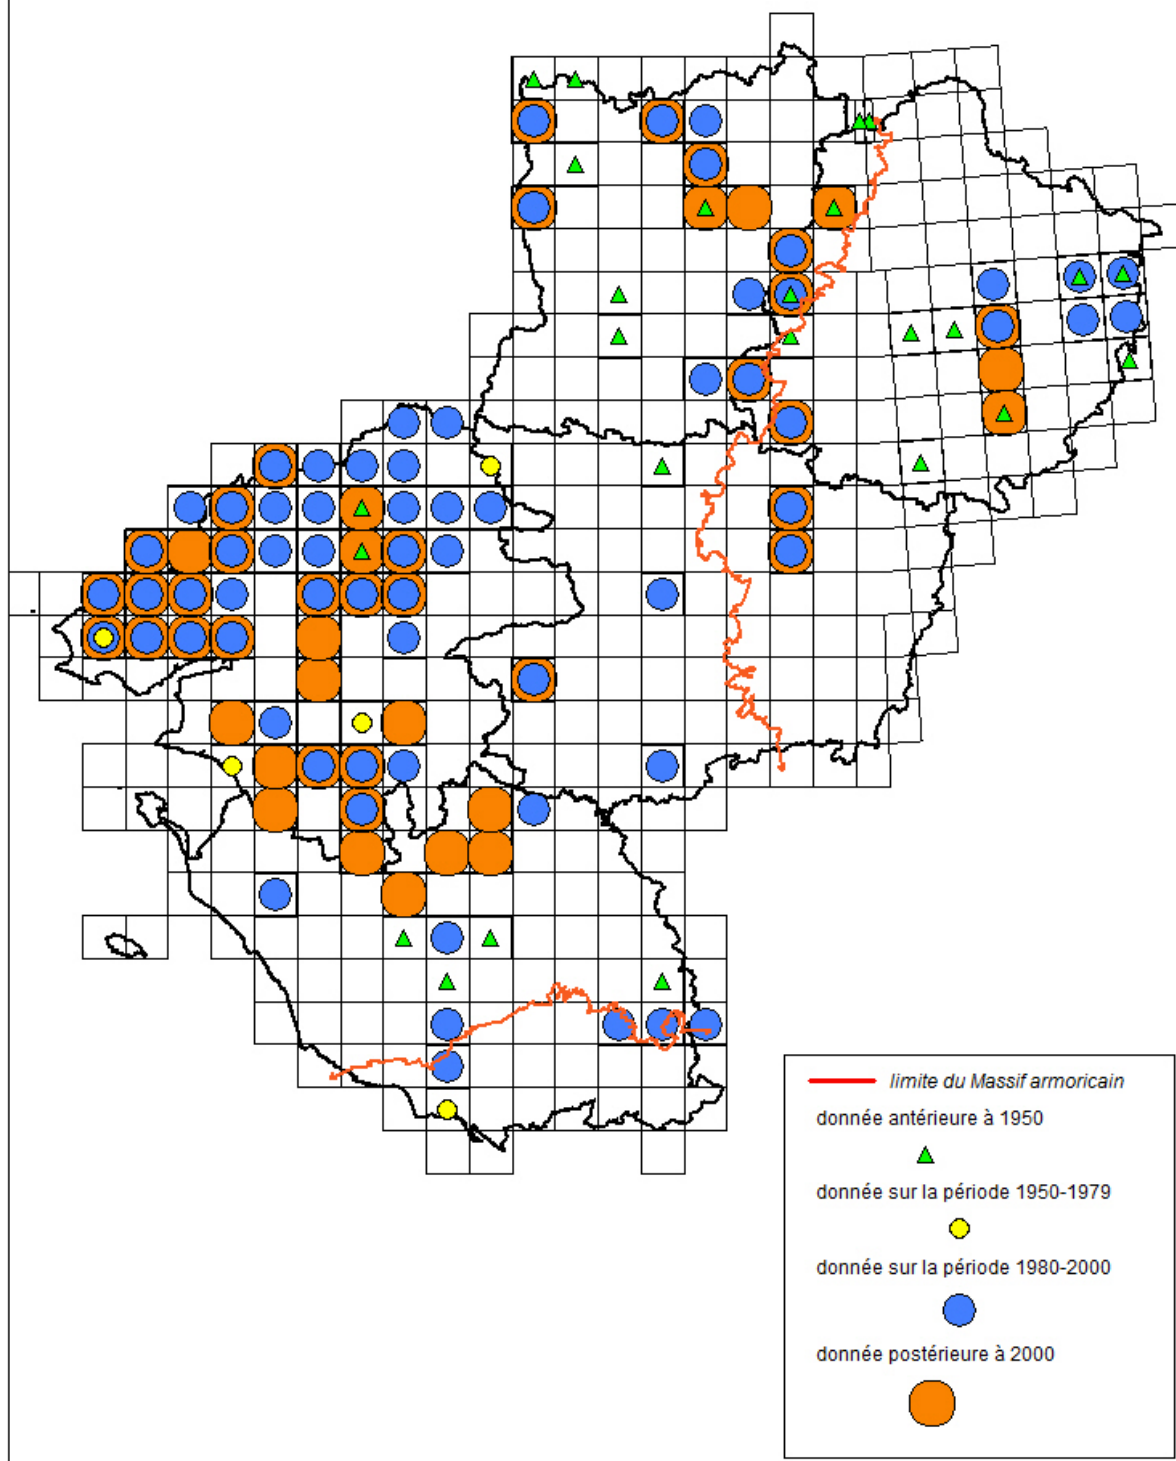 limite du Massif armoricain
donnée antérieure à 1950
donnée sur la période 1950-1979
donnée sur la période 1980-2000
donnée postérieure à 2000